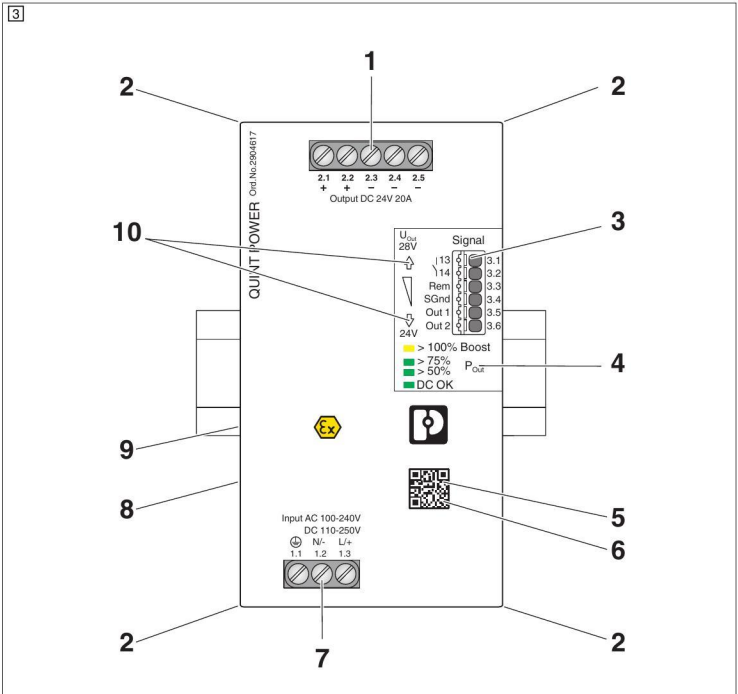 3
1
2 2
QUINT POWER Ord.No.2904617
2.1 2.2 2.3 2.4 2.5
+ + – – –
Output DC 24V 20A
10
3
UOut
28V
Signal
13 3.1
14 3.2
Rem 3.3
SGnd 3.4
Out 1 3.5
Out 2 3.6
24V
> 100% Boost
> 75%
> 50%
POut
DC OK
4
Ex
9
8
5
6
Input AC 100-240V
DC 110-250V
N/- L/+
1.1 1.2 1.3
2 2
7